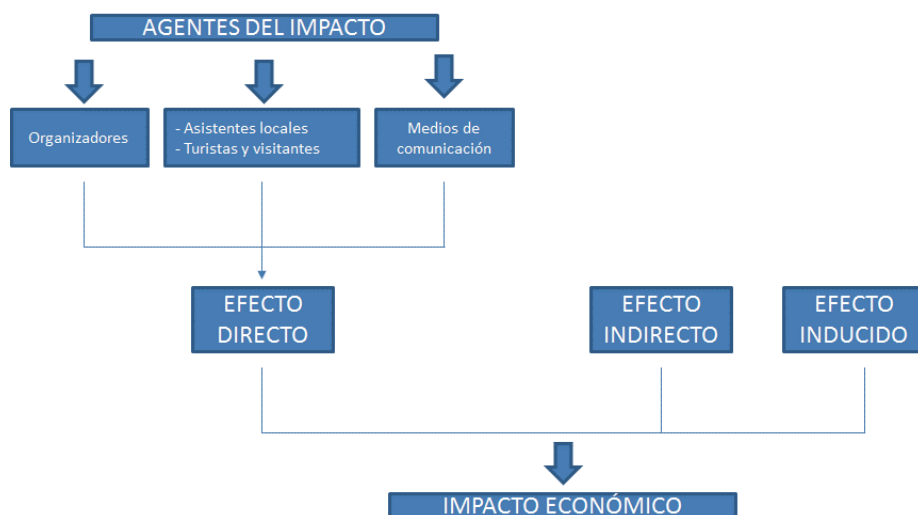 AGENTES DEL IMPACTO
Organizadores
- Asistentes locales
- Turistas y visitantes
Medios de
comunicación
EFECTO
DIRECTO
EFECTO
INDIRECTO
EFECTO
INDUCIDO
IMPACTO ECONÓMICO